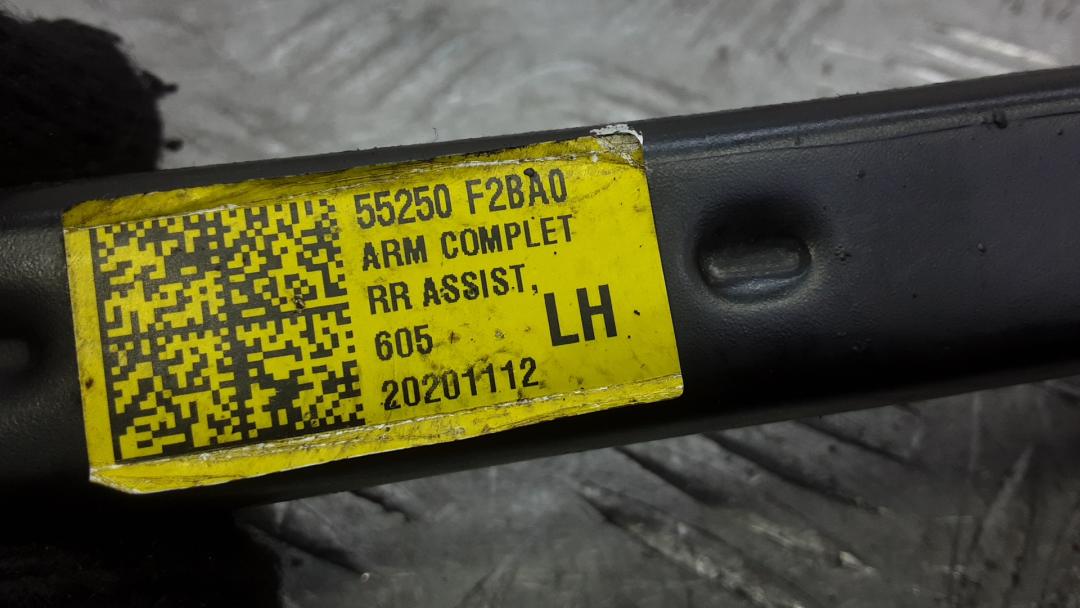 55250 F2BA0
ARM COMPLET
RR ASSIST,
LH
605
20201112